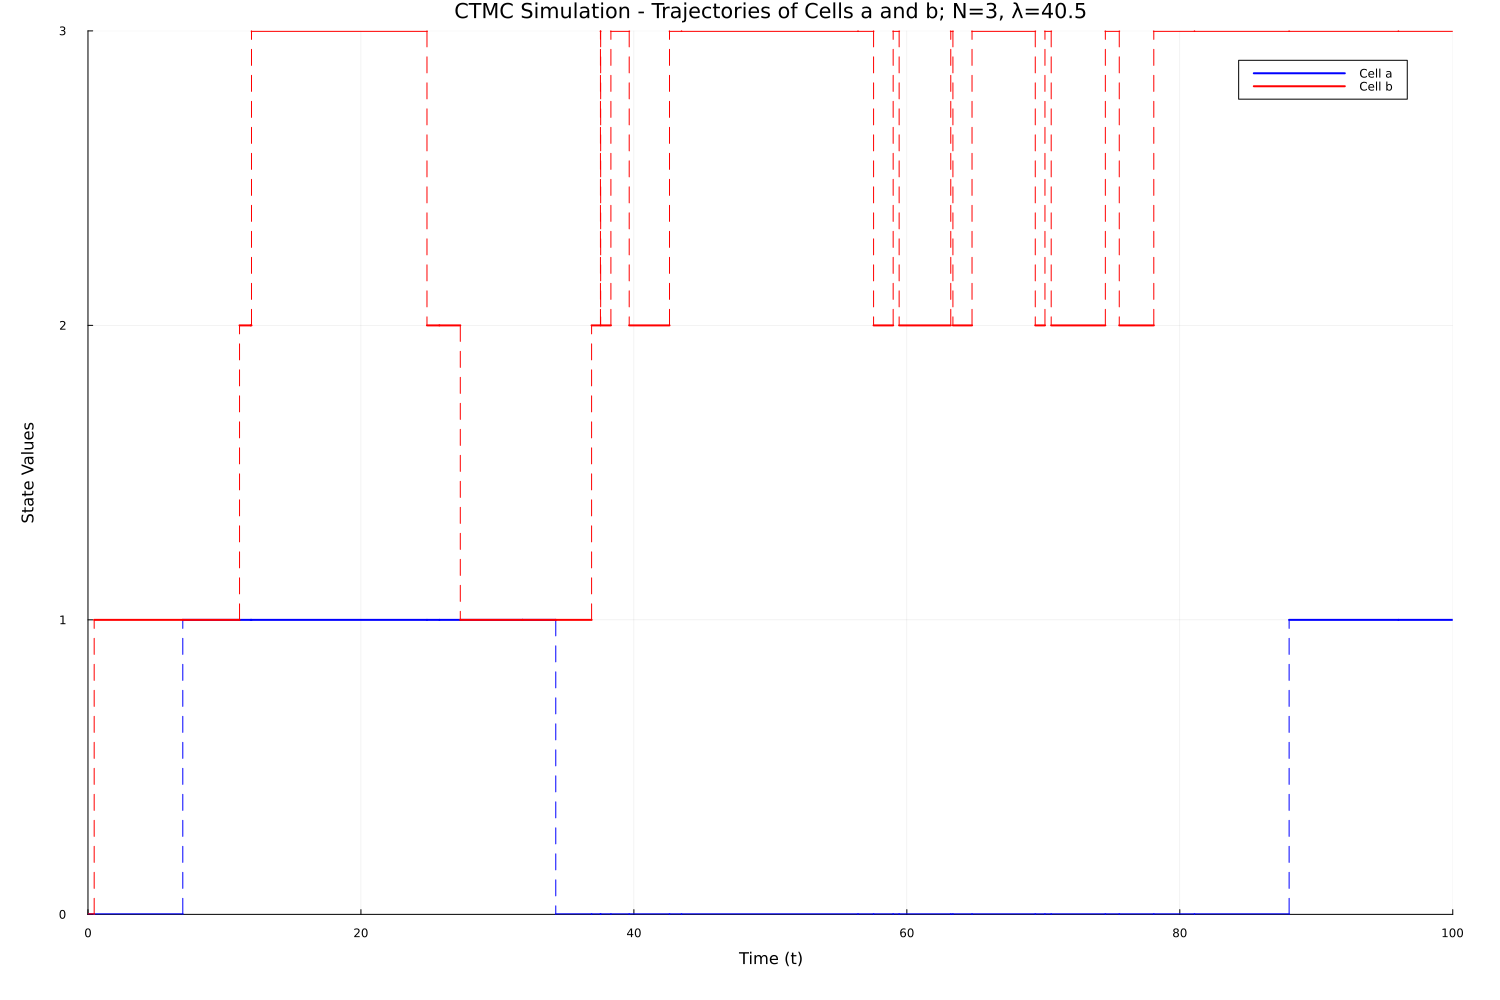 CTMC Simulation - Trajectories of Cells a and b; N=3, λ=40.5
3
Cell a
Cell b
2
State Values
1
0
0 20 40 60 80 100
Time (t)